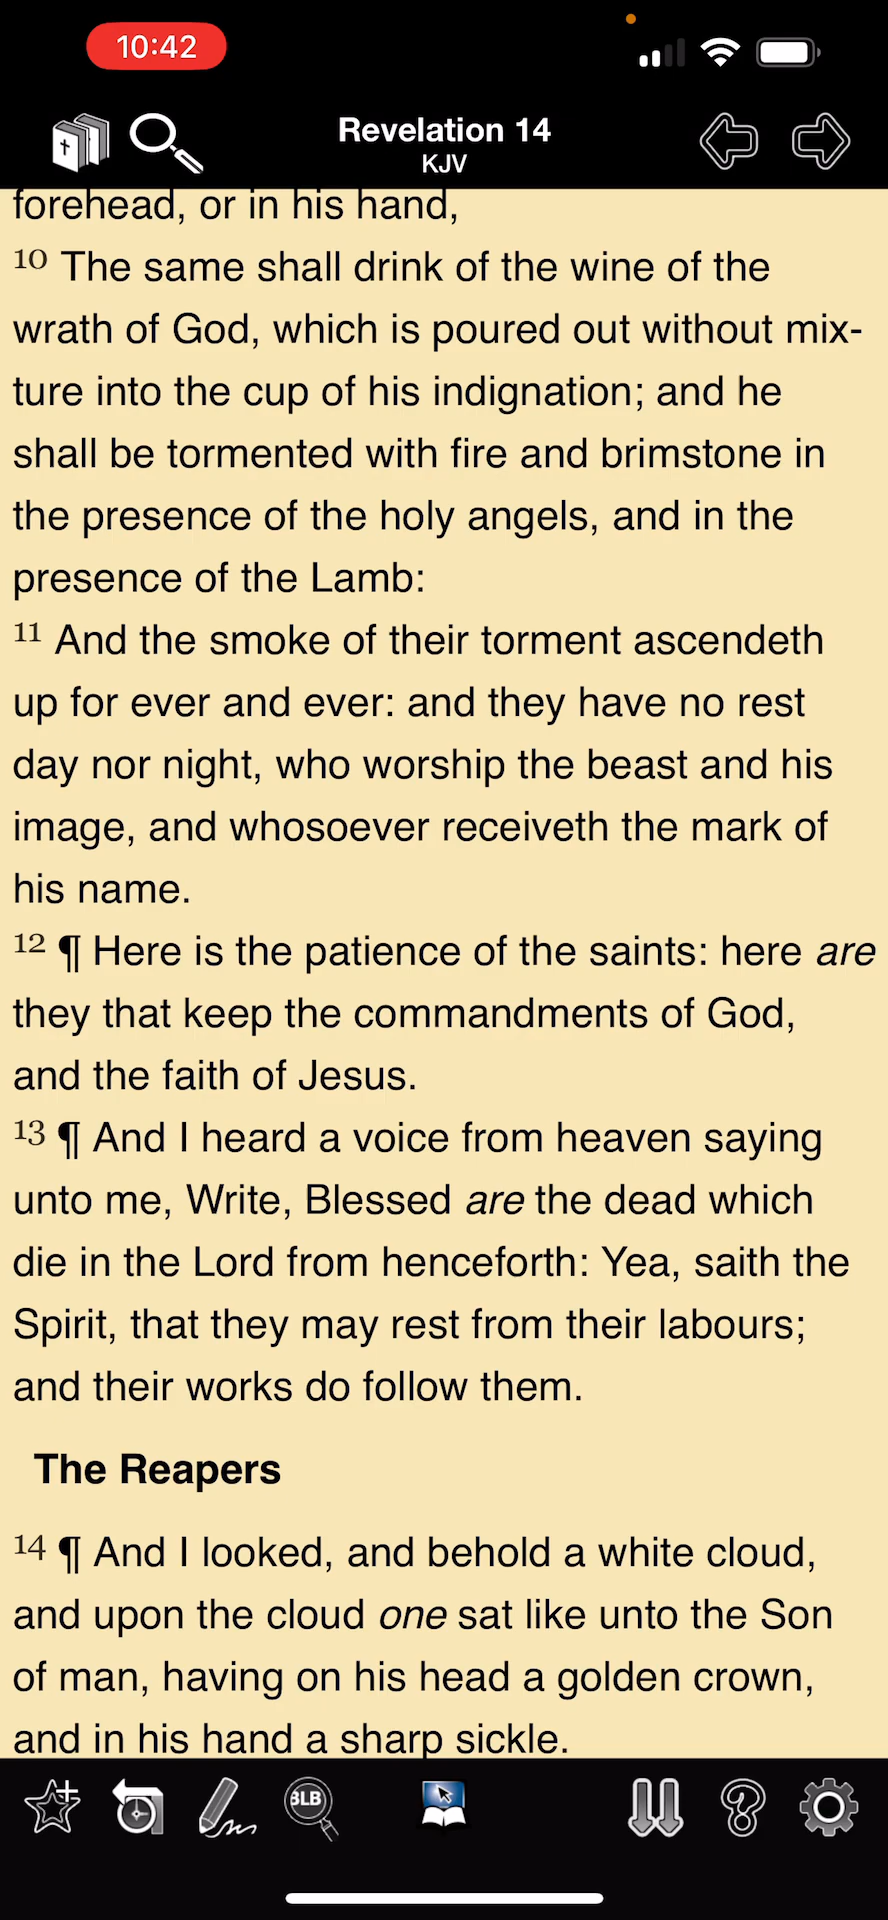 10:42
Revelation 14
KJV
forehead, or in his hand,
10 The same shall drink of the wine of the
wrath of God, which is poured out without mix-
ture into the cup of his indignation; and he
shall be tormented with fire and brimstone in
the presence of the holy angels, and in the
presence of the Lamb:
11 And the smoke of their torment ascendeth
up for ever and ever: and they have no rest
day nor night, who worship the beast and his
image, and whosoever receiveth the mark of
his name.
12 ¶ Here is the patience of the saints: here are
they that keep the commandments of God,
and the faith of Jesus.
13 ¶ And I heard a voice from heaven saying
unto me, Write, Blessed are the dead which
die in the Lord from henceforth: Yea, saith the
Spirit, that they may rest from their labours;
and their works do follow them.
The Reapers
14 ¶ And I looked, and behold a white cloud,
and upon the cloud one sat like unto the Son
of man, having on his head a golden crown,
and in his hand a sharp sickle.
BLB